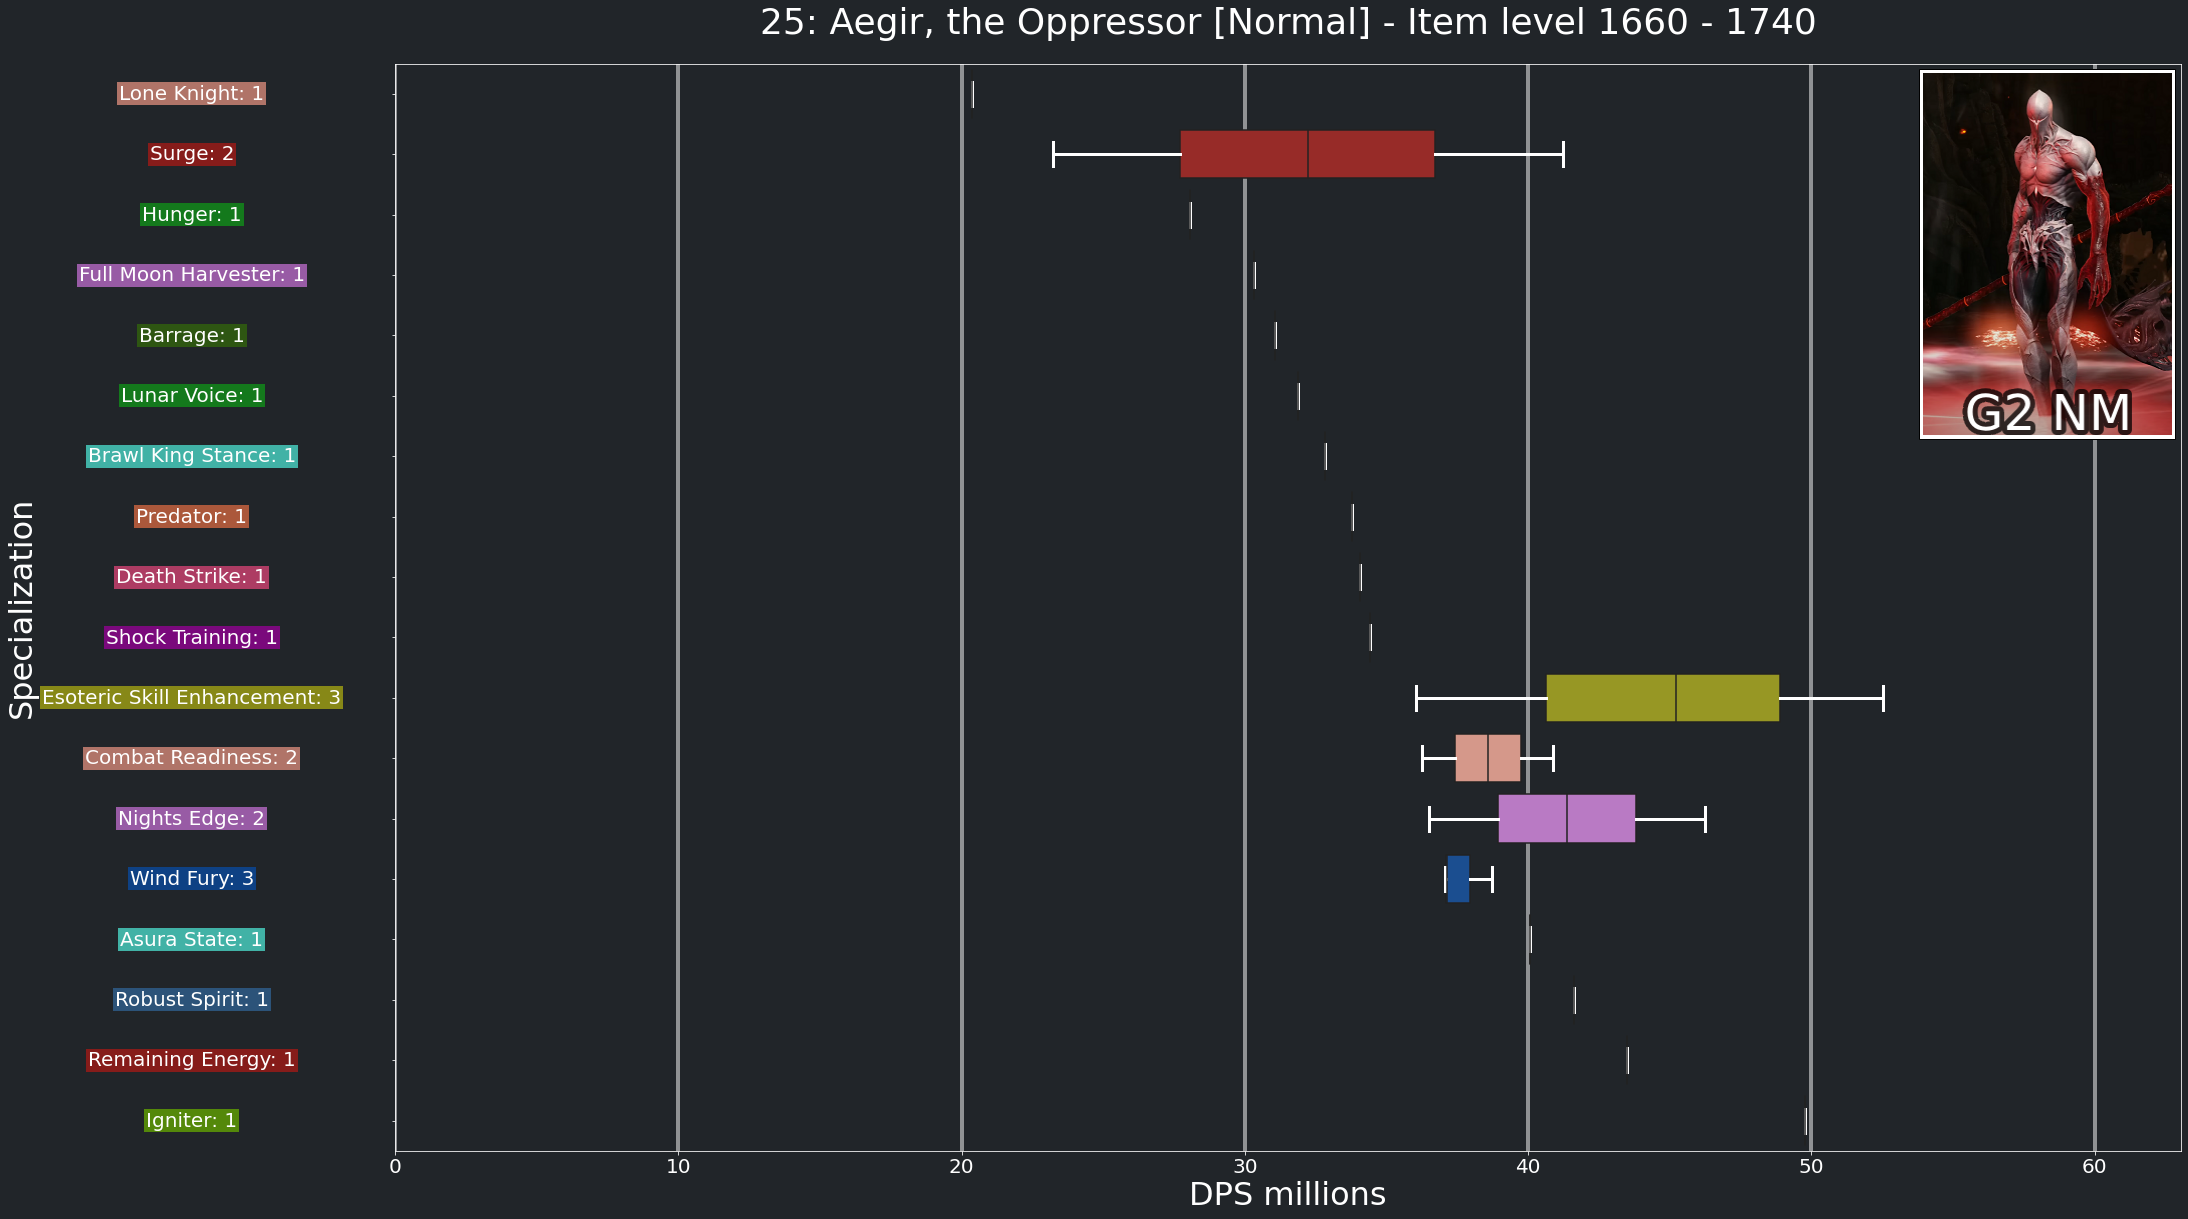 25: Aegir, the Oppressor [Normal] - Item level 1660 - 1740
Lone Knight: 1
Surge: 2
Hunger: 1
Full Moon Harvester: 1
Barrage: 1
Lunar Voice: 1
Brawl King Stance: 1
Predator: 1
Death Strike: 1
Shock Training: 1
Esoteric Skill Enhancement: 3
Combat Readiness: 2
Nights Edge: 2
Wind Fury: 3
Asura State: 1
Robust Spirit: 1
Remaining Energy: 1
Igniter: 1
Specialization
G2 NM
0 10 20 30 40 50 60
DPS millions